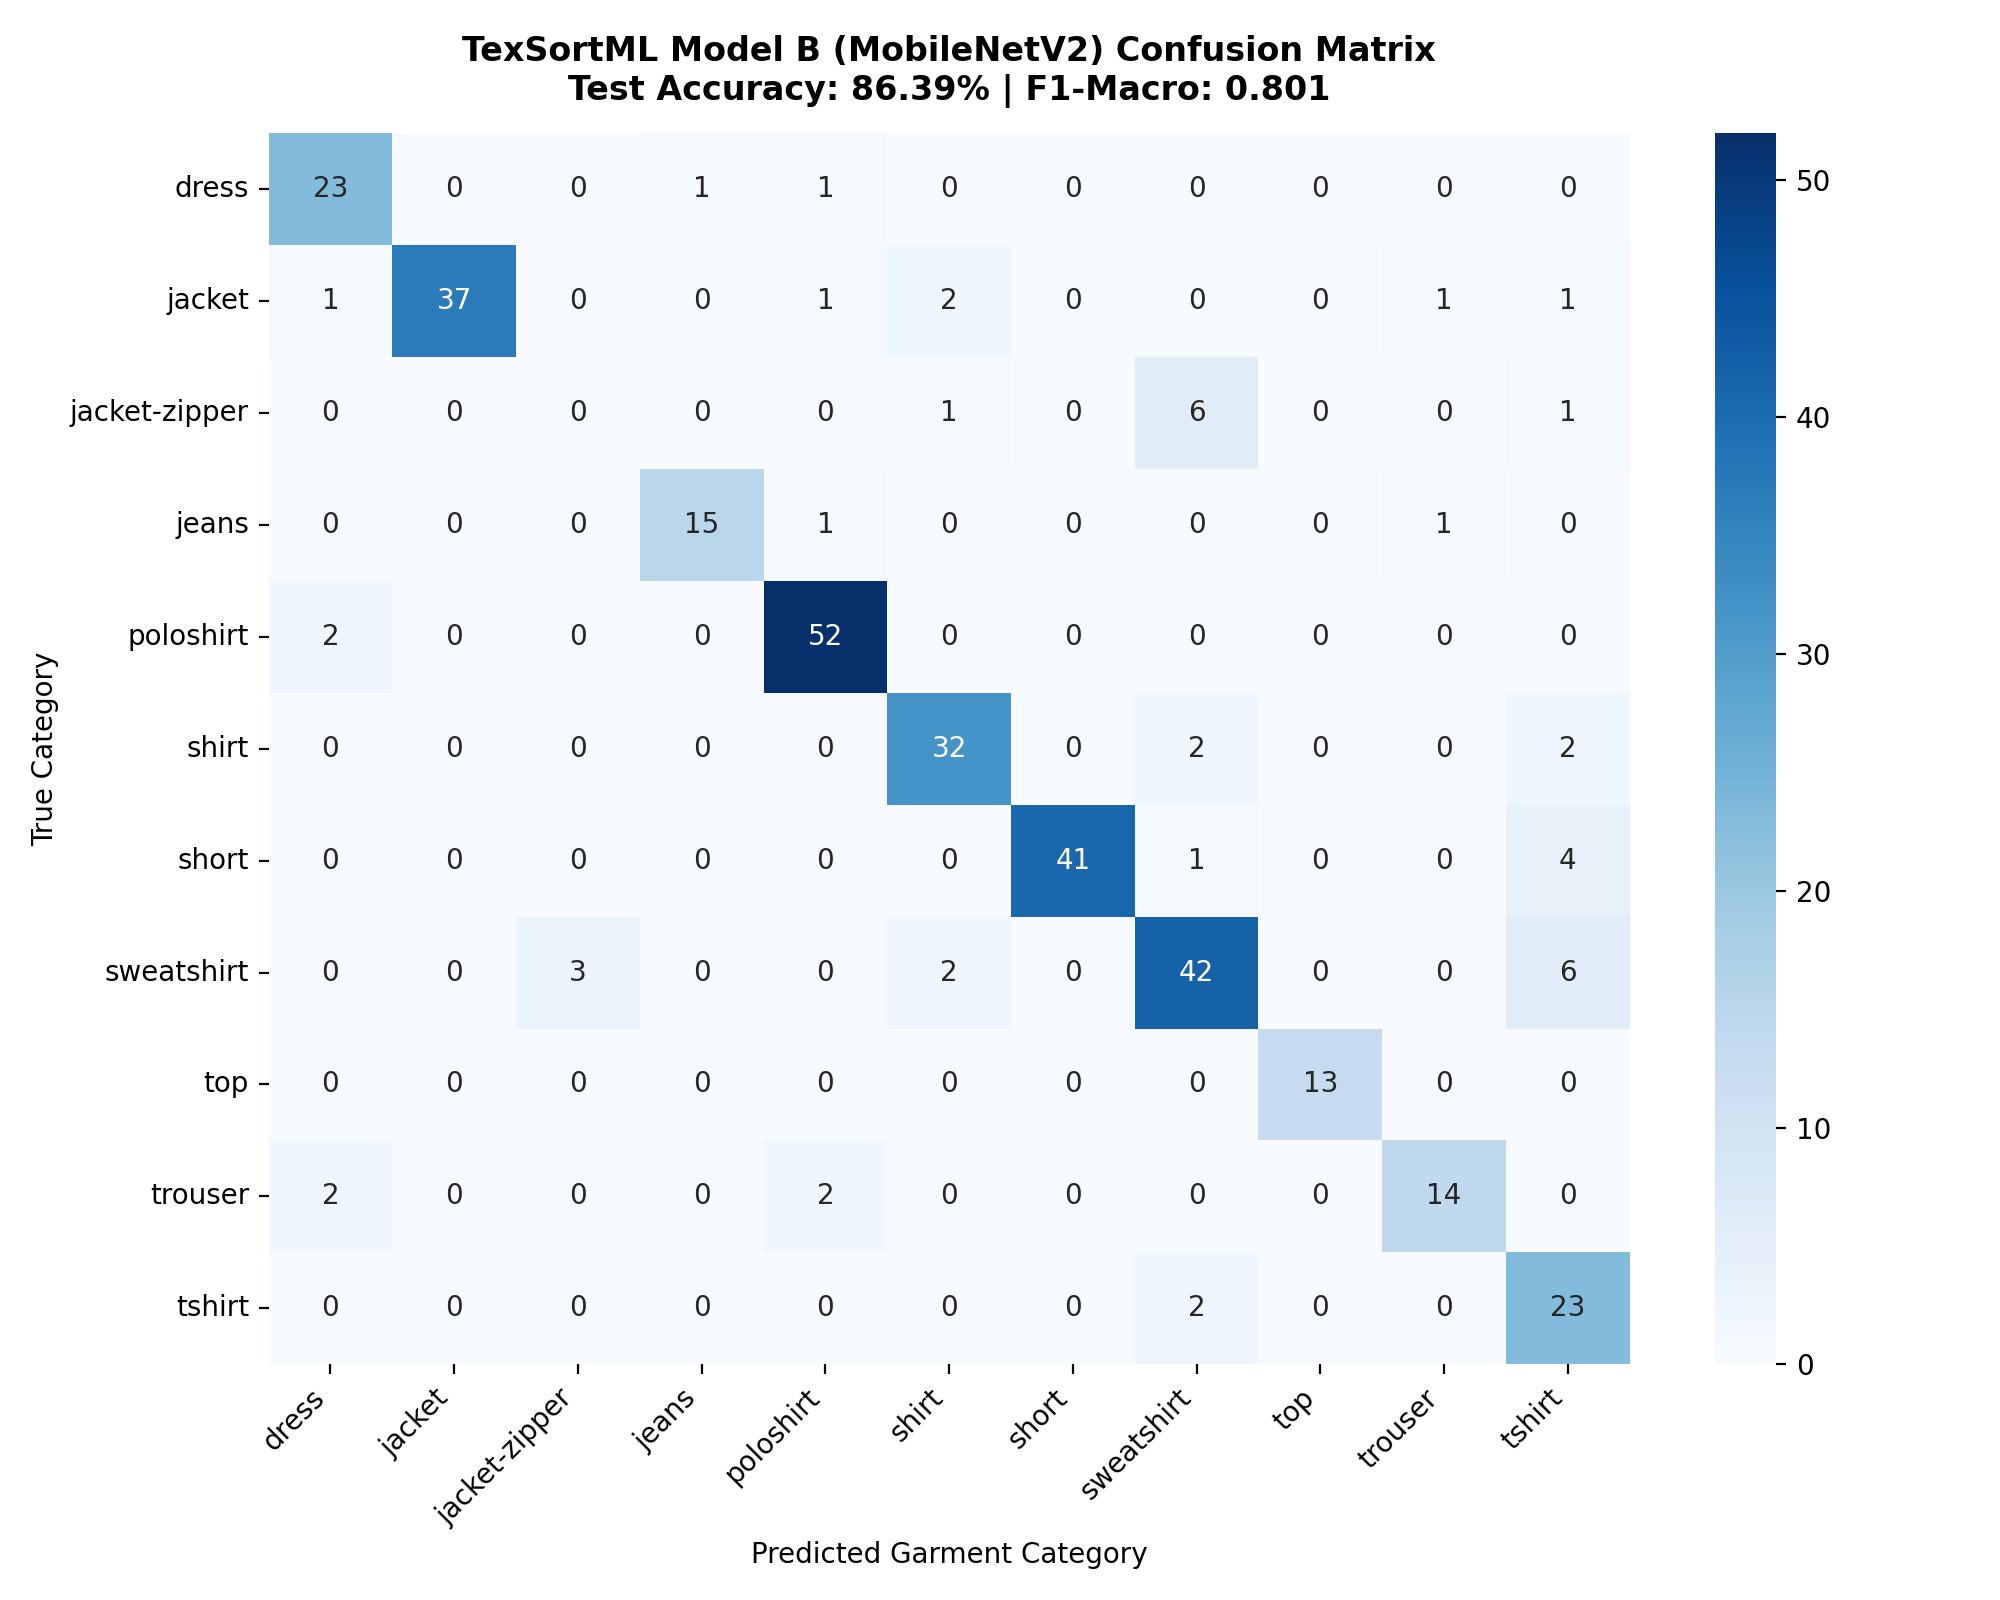 TexSortML Model B (MobileNetV2) Confusion Matrix
Test Accuracy: 86.39% | F1-Macro: 0.801
dress 23 0 0 1 1 0 0 0 0 0 0
jacket 1 37 0 0 1 2 0 0 0 1 1
jacket-zipper 0 0 0 0 0 1 0 6 0 0 1
jeans 0 0 0 15 1 0 0 0 0 1 0
poloshirt 2 0 0 0 52 0 0 0 0 0 0
shirt 0 0 0 0 0 32 0 2 0 0 2
short 0 0 0 0 0 0 41 1 0 0 4
sweatshirt 0 0 3 0 0 2 0 42 0 0 6
top 0 0 0 0 0 0 0 0 13 0 0
trouser 2 0 0 0 2 0 0 0 0 14 0
tshirt 0 0 0 0 0 0 0 2 0 0 23
True Category
dress jacket jacket-zipper jeans poloshirt shirt short sweatshirt top trouser tshirt
Predicted Garment Category
50
40
30
20
10
0